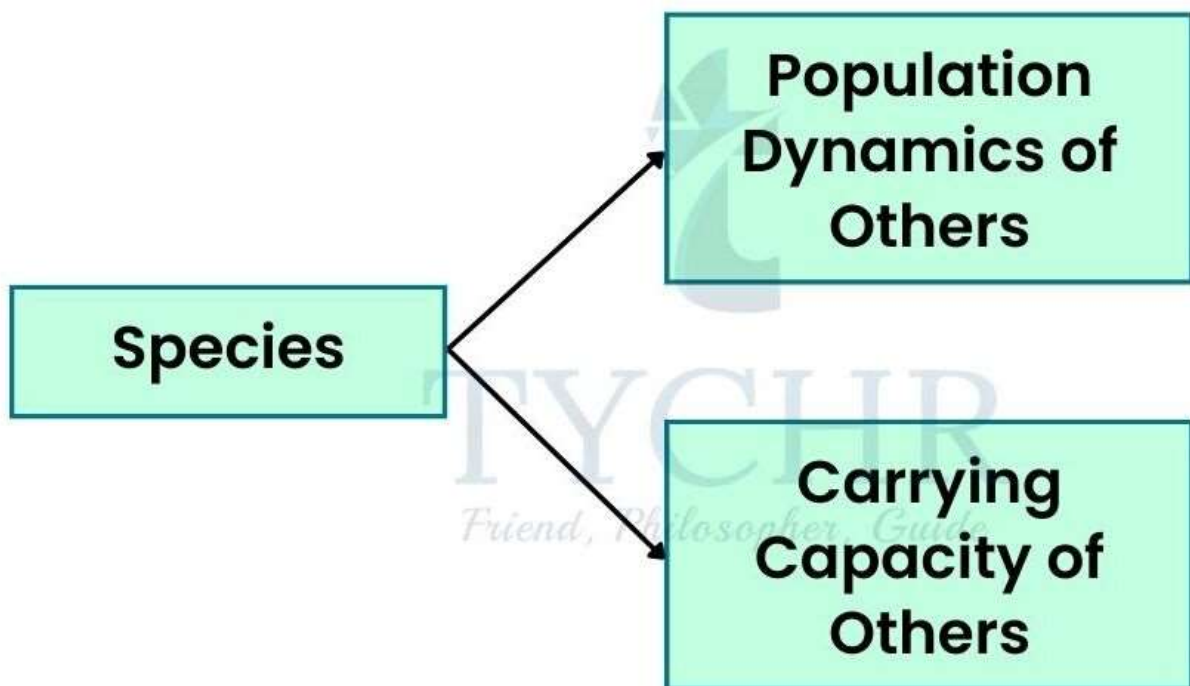 Population
Dynamics of
Others
Species
TYCHR
Friend, Philosopher, Guide
Carrying
Capacity of
Others